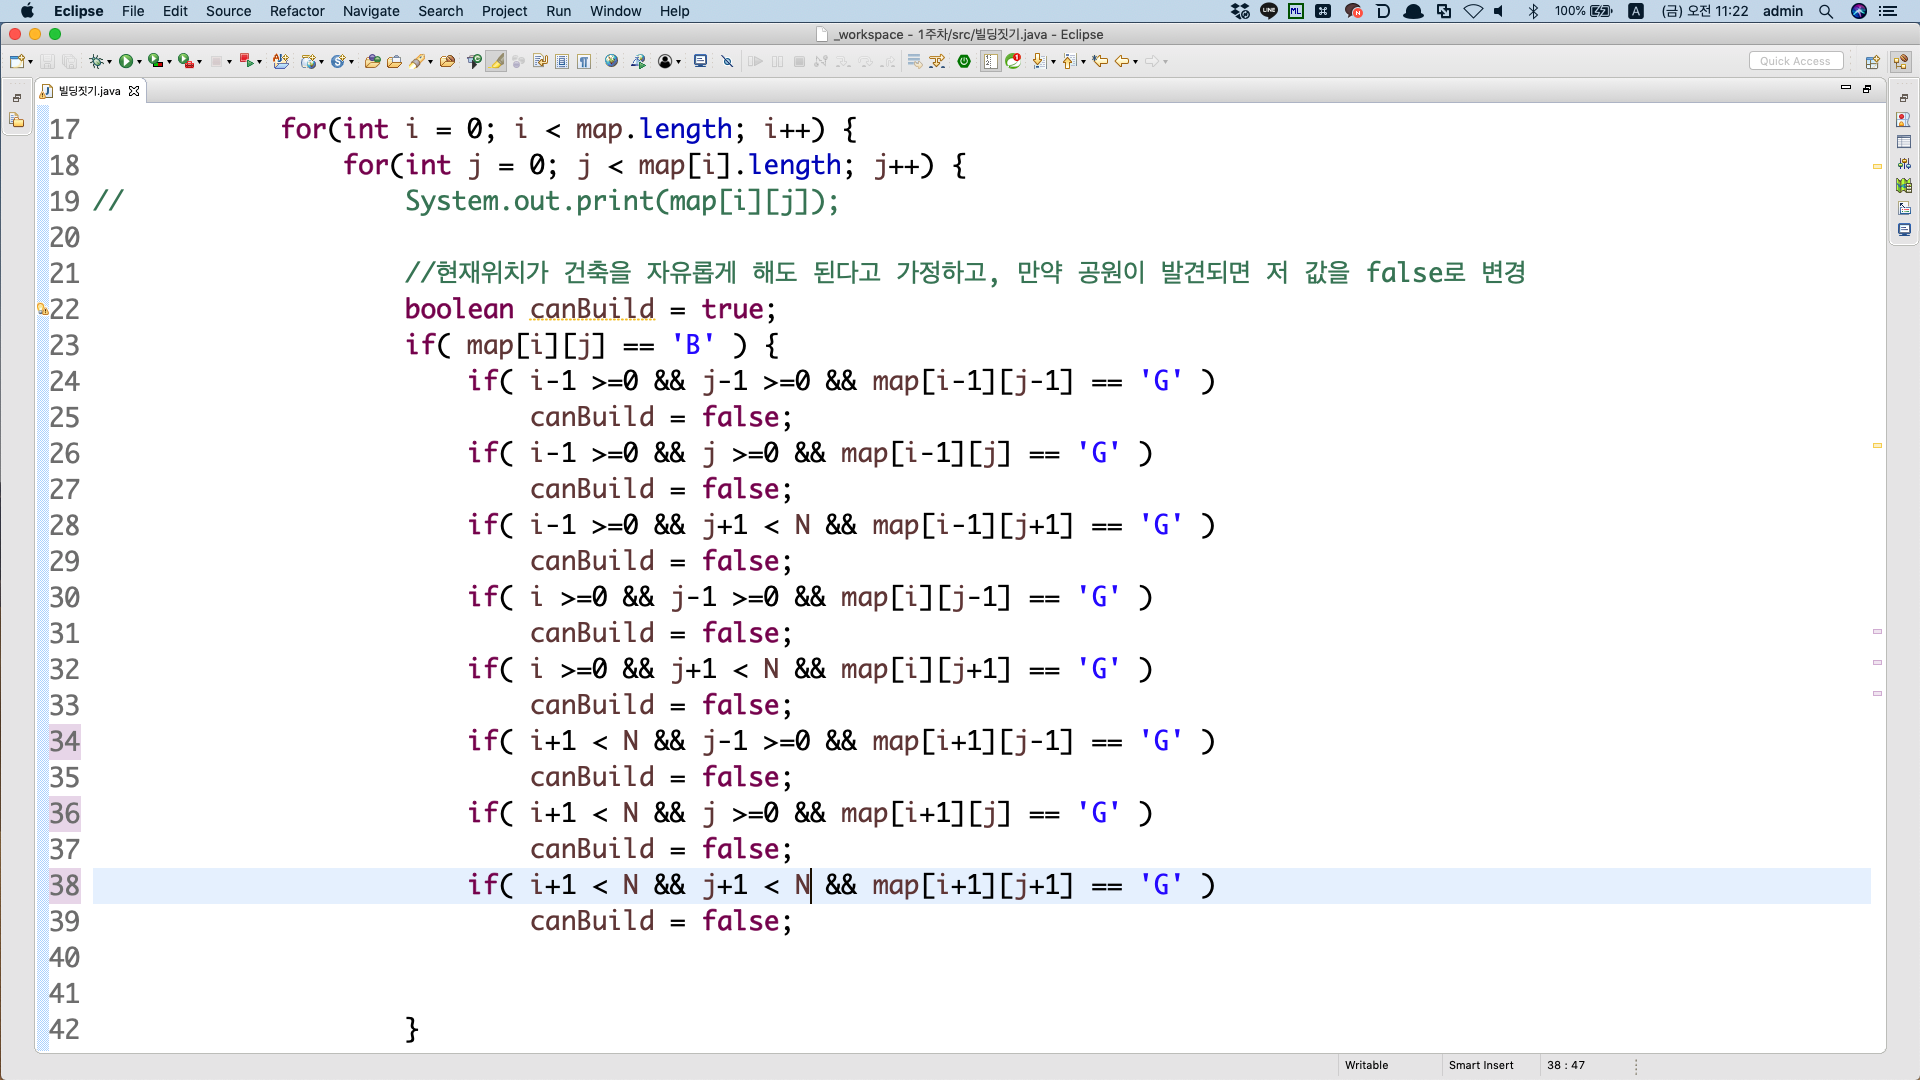 Eclipse File Edit Source Refactor Navigate Search Project Run Window Help 100% A (금) 오전 11:22 admin
_workspace - 1주차/src/빌딩짓기.java - Eclipse
Quick Access
빌딩짓기.java
17 for(int i = 0; i < map.length; i++) {
18 for(int j = 0; j < map[i].length; j++) {
19 // System.out.print(map[i][j]);
20
21 //현재위치가 건축을 자유롭게 해도 된다고 가정하고, 만약 공원이 발견되면 저 값을 false로 변경
22 boolean canBuild = true;
23 if( map[i][j] == 'B' ) {
24 if( i-1 >=0 && j-1 >=0 && map[i-1][j-1] == 'G' )
25 canBuild = false;
26 if( i-1 >=0 && j >=0 && map[i-1][j] == 'G' )
27 canBuild = false;
28 if( i-1 >=0 && j+1 < N && map[i-1][j+1] == 'G' )
29 canBuild = false;
30 if( i >=0 && j-1 >=0 && map[i][j-1] == 'G' )
31 canBuild = false;
32 if( i >=0 && j+1 < N && map[i][j+1] == 'G' )
33 canBuild = false;
34 if( i+1 < N && j-1 >=0 && map[i+1][j-1] == 'G' )
35 canBuild = false;
36 if( i+1 < N && j >=0 && map[i+1][j] == 'G' )
37 canBuild = false;
38 if( i+1 < N && j+1 < N && map[i+1][j+1] == 'G' )
39 canBuild = false;
40
41
42 }
Writable Smart Insert 38 : 47